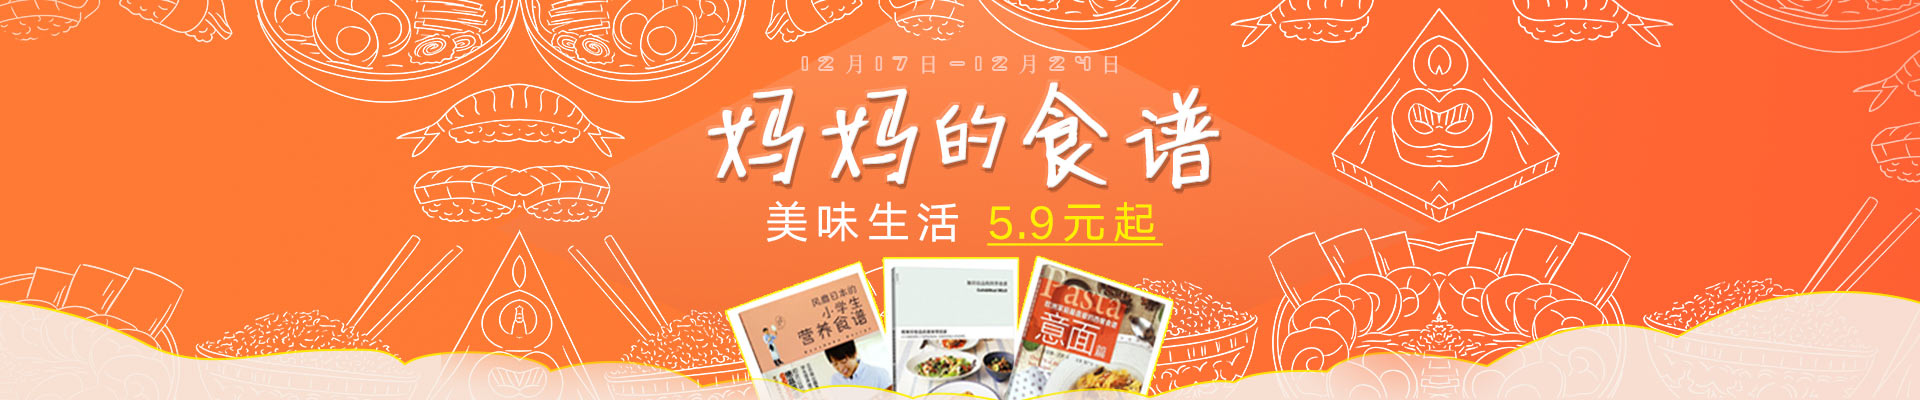 12月17日-12月24日
妈妈的食谱
美味生活 5.9元起
风靡日本的
小学生
营养食谱
Pasta
意面
篇